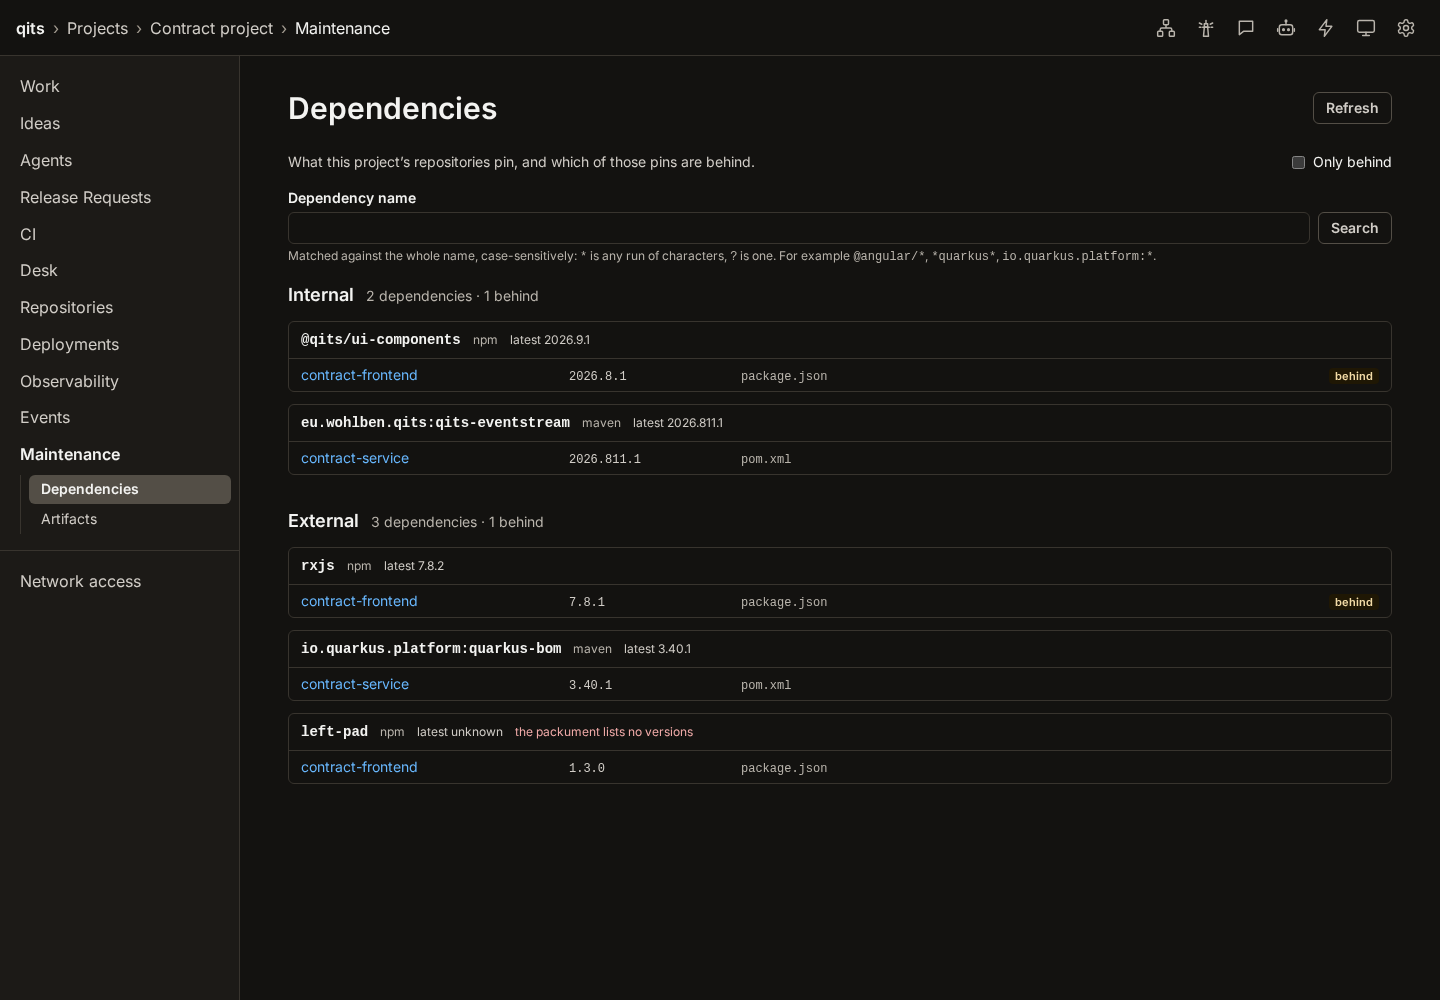 qits › Projects › Contract project › Maintenance
Work
Ideas
Agents
Release Requests
CI
Desk
Repositories
Deployments
Observability
Events
Maintenance
Dependencies
Artifacts
Network access
Dependencies
Refresh
What this project's repositories pin, and which of those pins are behind.
Only behind
Dependency name
Search
Matched against the whole name, case-sensitively: * is any run of characters, ? is one. For example @angular/*, *quarkus*, io.quarkus.platform:*.
Internal 2 dependencies · 1 behind
@qits/ui-components npm latest 2026.9.1
contract-frontend 2026.8.1 package.json behind
eu.wohlben.qits:qits-eventstream maven latest 2026.811.1
contract-service 2026.811.1 pom.xml
External 3 dependencies · 1 behind
rxjs npm latest 7.8.2
contract-frontend 7.8.1 package.json behind
io.quarkus.platform:quarkus-bom maven latest 3.40.1
contract-service 3.40.1 pom.xml
left-pad npm latest unknown the packument lists no versions
contract-frontend 1.3.0 package.json